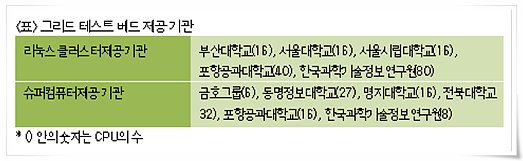 <표> 그리드 테스트 버드 제공 기관
리눅스 클러스터제공기관
부산대학교(16), 서울대학교(16), 서울시립대학교(16),
포항공과대학교(40), 한국과학기술정보연구원(80)
슈퍼컴퓨터제공기관
금호그룹(6), 동명정보대학교(27), 명지대학교(16), 전북대학교
32), 포항공과대학교(16), 한국과학기술정보연구원8)
* () 안의숫자는 CPU의 수